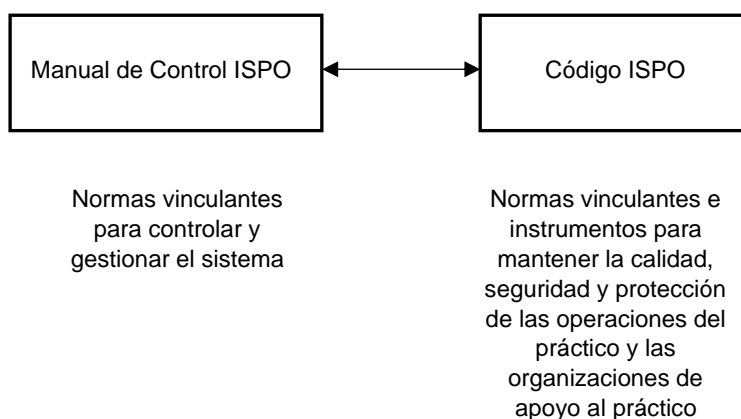 Manual de Control ISPO
Código ISPO
Normas vinculantes
para controlar y
gestionar el sistema
Normas vinculantes e
instrumentos para
mantener la calidad,
seguridad y protección
de las operaciones del
práctico y las
organizaciones de
apoyo al práctico